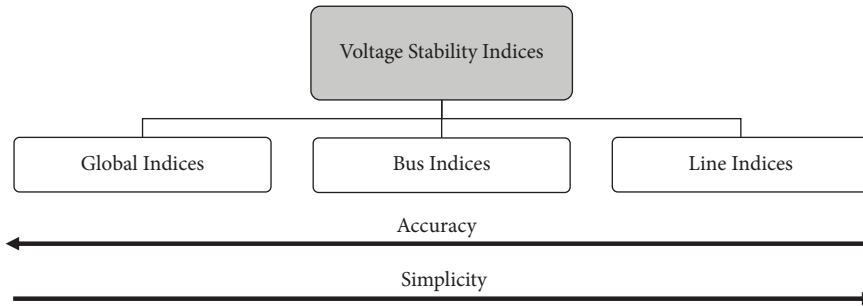 Voltage Stability Indices
Global Indices
Bus Indices
Line Indices
Accuracy
Simplicity